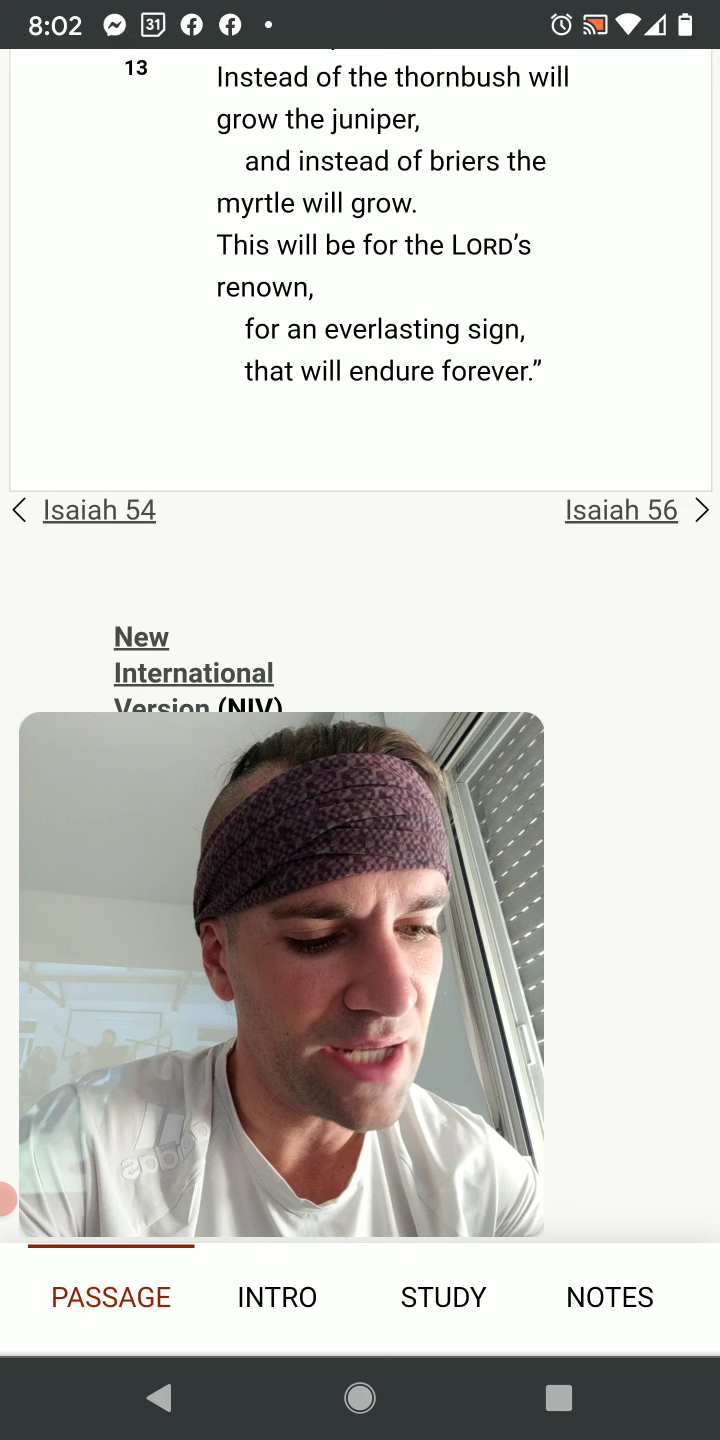 8:02
31
13
Instead of the thornbush will
grow the juniper,
and instead of briers the
myrtle will grow.
This will be for the LORD’s
renown,
for an everlasting sign,
that will endure forever.”
Isaiah 54
Isaiah 56
New
International
Version (NIV)
adidas
PASSAGE
INTRO
STUDY
NOTES